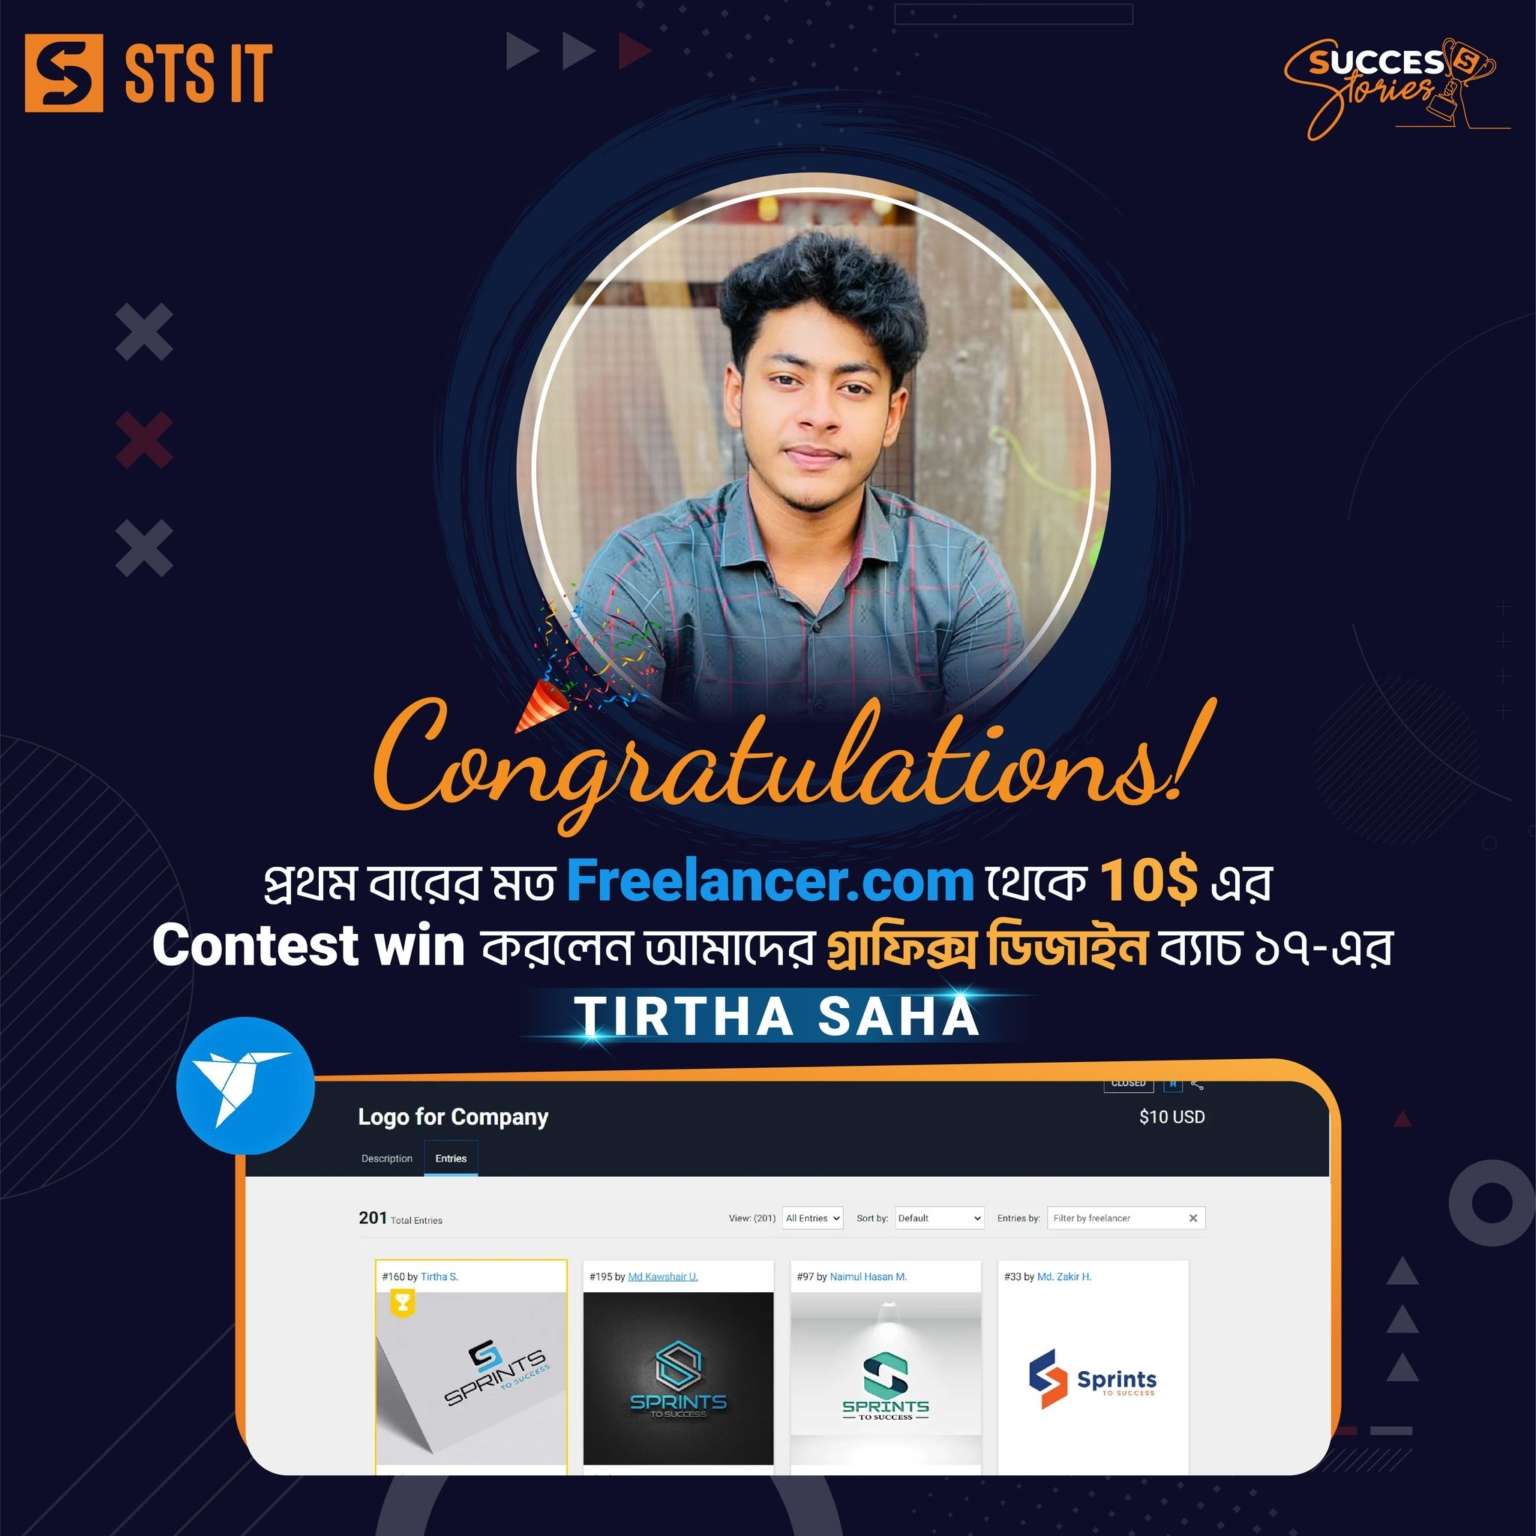 STS IT
SUCCESS
Stories
Congratulations!
প্রথম বারের মত Freelancer.com থেকে 10$ এর
Contest win করলেন আমাদের গ্রাফিক্স ডিজাইন ব্যাচ ১৭-এর
TIRTHA SAHA
CLOSED
Logo for Company
$10 USD
Description Entries
201 Total Entries View: (201) All Entries Sort by: Default Entries by: Filter by freelancer
#160 by Tirtha S. #195 by Md Kawshair U. #97 by Naimul Hasan M. #33 by Md. Zakir H.
SPRINTS
TO SUCCESS
SPRINTS
TO SUCCESS
SPRINTS
TO SUCCESS
Sprints
TO SUCCESS